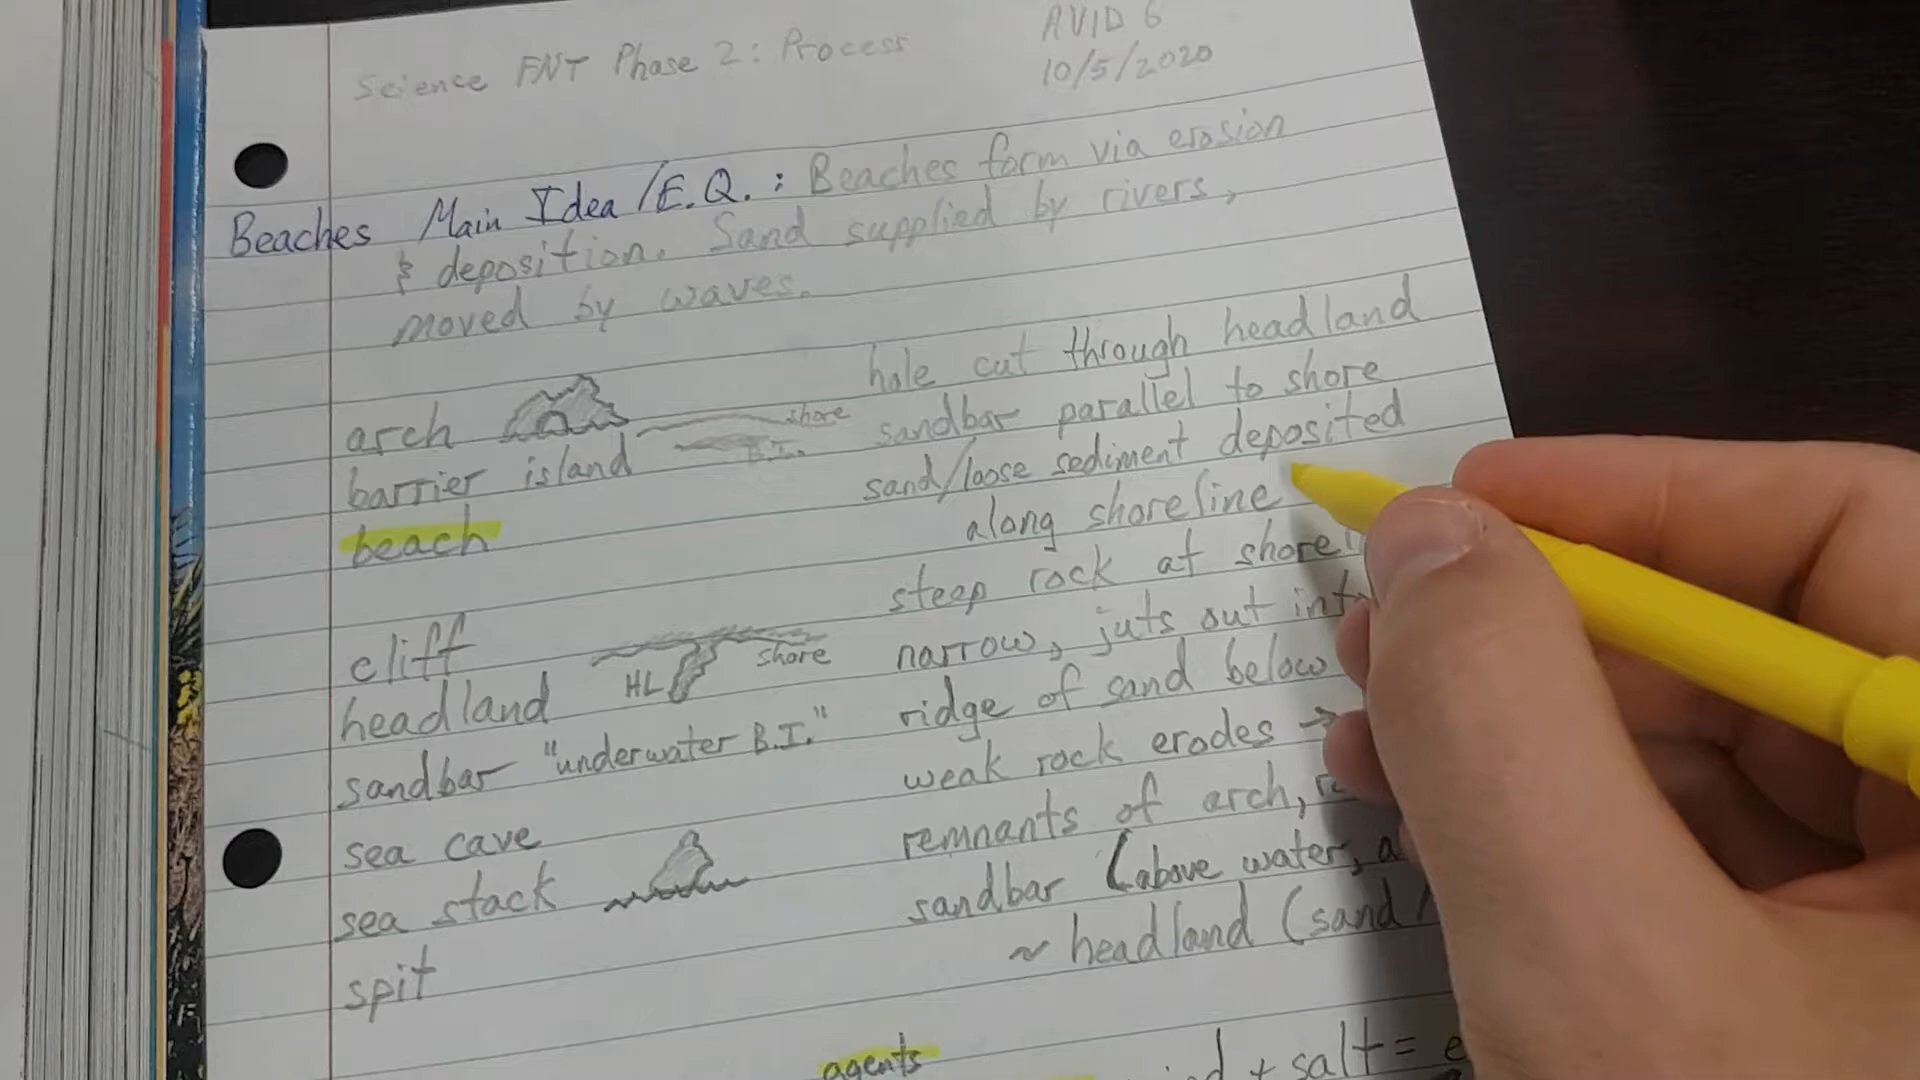 Science FNT Phase 2: Process
AVID 6
10/5/2020
Beaches Main Idea/E.Q.: Beaches form via erosion
& deposition. Sand supplied by rivers,
moved by waves.
arch hole cut through headland
barrier island shore B.I. sandbar parallel to shore
beach sand/loose sediment deposited
along shoreline
cliff steep rock at shorel
headland HL shore narrow, juts out int
sandbar "underwater B.I." ridge of sand below
sea cave weak rock erodes →
sea stack remnants of arch,
spit sandbar (above water, a
~ headland (sand /
agents
+ salt = e